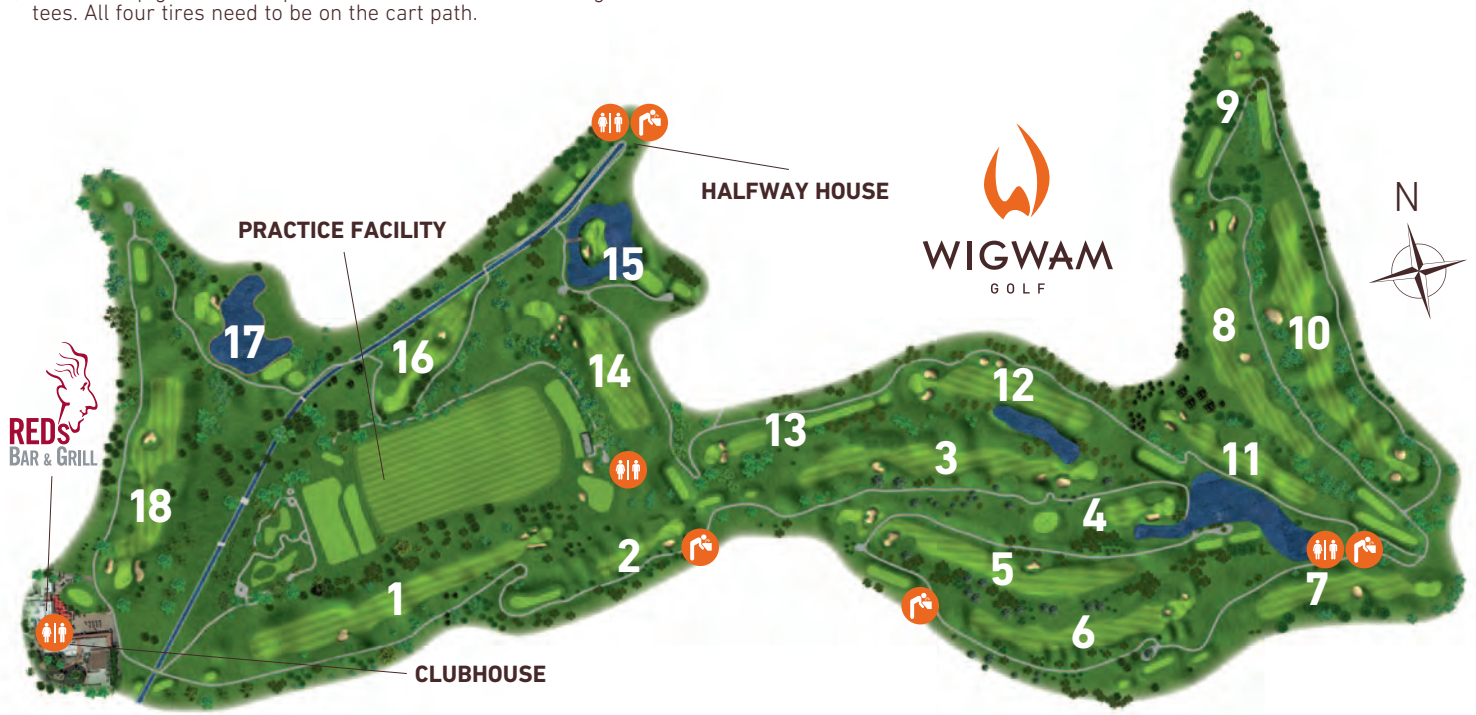 tees. All four tires need to be on the cart path.
HALFWAY HOUSE
PRACTICE FACILITY
WIGWAM
GOLF
N
9
15
17
16
14
8
10
REDs
BAR & GRILL
12
13
3
11
18
4
2
5
1
7
6
CLUBHOUSE